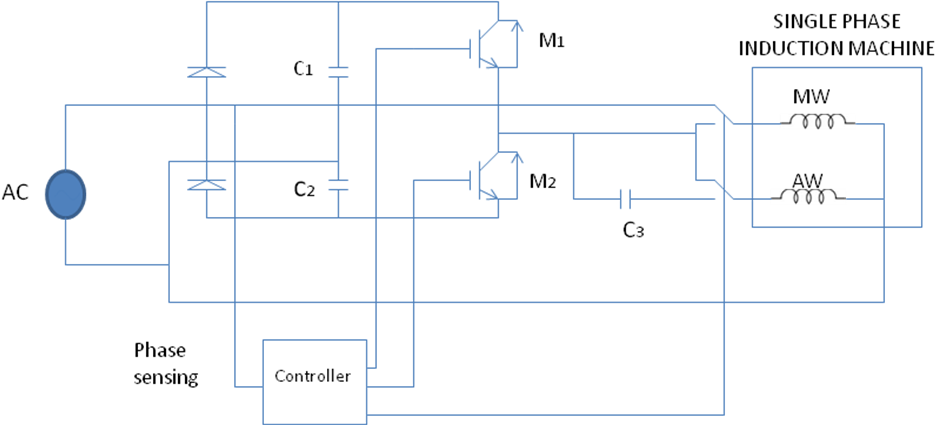 SINGLE PHASE
INDUCTION MACHINE
M1
C1
MW
AC
C2
M2
AW
C3
Phase
sensing
Controller